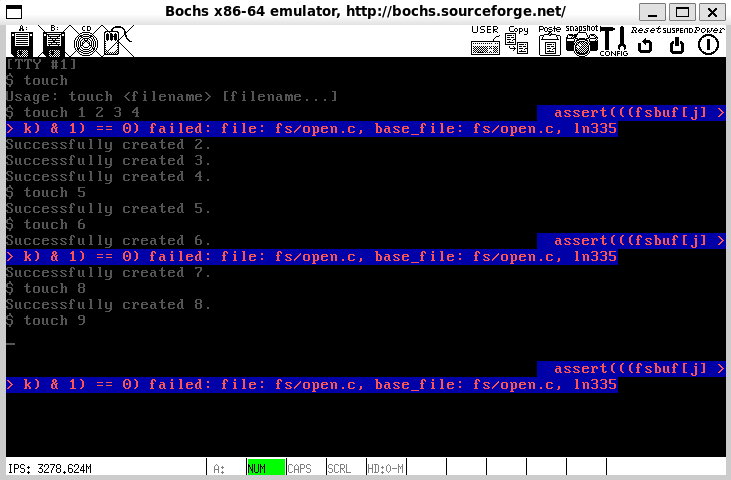 Bochs x86-64 emulator, http://bochs.sourceforge.net/
A: B: CD USER Copy Paste snapshot CONFIG Reset SUSPEND Power
[TTY #1]
$ touch
Usage: touch <filename> [filename...]
$ touch 1 2 3 4 assert(((fsbuf[j] >
> k) & 1) == 0) failed: file: fs/open.c, base_file: fs/open.c, ln335
Successfully created 2.
Successfully created 3.
Successfully created 4.
$ touch 5
Successfully created 5.
$ touch 6
Successfully created 6. assert(((fsbuf[j] >
> k) & 1) == 0) failed: file: fs/open.c, base_file: fs/open.c, ln335
Successfully created 7.
$ touch 8
Successfully created 8.
$ touch 9
_
assert(((fsbuf[j] >
> k) & 1) == 0) failed: file: fs/open.c, base_file: fs/open.c, ln335
IPS: 3278.624M A: NUM CAPS SCRL HD:0-M